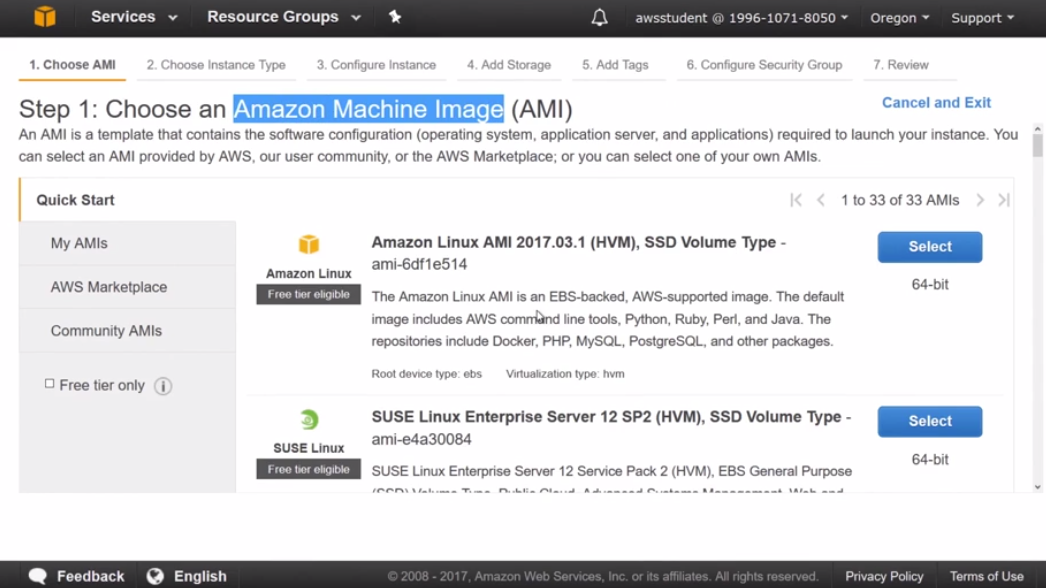 Services Resource Groups awsstudent @ 1996-1071-8050 Oregon Support
1. Choose AMI 2. Choose Instance Type 3. Configure Instance 4. Add Storage 5. Add Tags 6. Configure Security Group 7. Review
Step 1: Choose an Amazon Machine Image (AMI)
Cancel and Exit
An AMI is a template that contains the software configuration (operating system, application server, and applications) required to launch your instance. You
can select an AMI provided by AWS, our user community, or the AWS Marketplace; or you can select one of your own AMIs.
Quick Start
My AMIs
AWS Marketplace
Community AMIs
Free tier only
1 to 33 of 33 AMIs
Amazon Linux
Free tier eligible
Amazon Linux AMI 2017.03.1 (HVM), SSD Volume Type -
ami-6df1e514
The Amazon Linux AMI is an EBS-backed, AWS-supported image. The default
image includes AWS command line tools, Python, Ruby, Perl, and Java. The
repositories include Docker, PHP, MySQL, PostgreSQL, and other packages.
Root device type: ebs Virtualization type: hvm
Select
64-bit
SUSE Linux
Free tier eligible
SUSE Linux Enterprise Server 12 SP2 (HVM), SSD Volume Type -
ami-e4a30084
SUSE Linux Enterprise Server 12 Service Pack 2 (HVM), EBS General Purpose
(SSD) Volume Type, Public Cloud, Advanced Systems Management, Web and
Select
64-bit
Feedback English © 2008 - 2017, Amazon Web Services, Inc. or its affiliates. All rights reserved. Privacy Policy Terms of Use